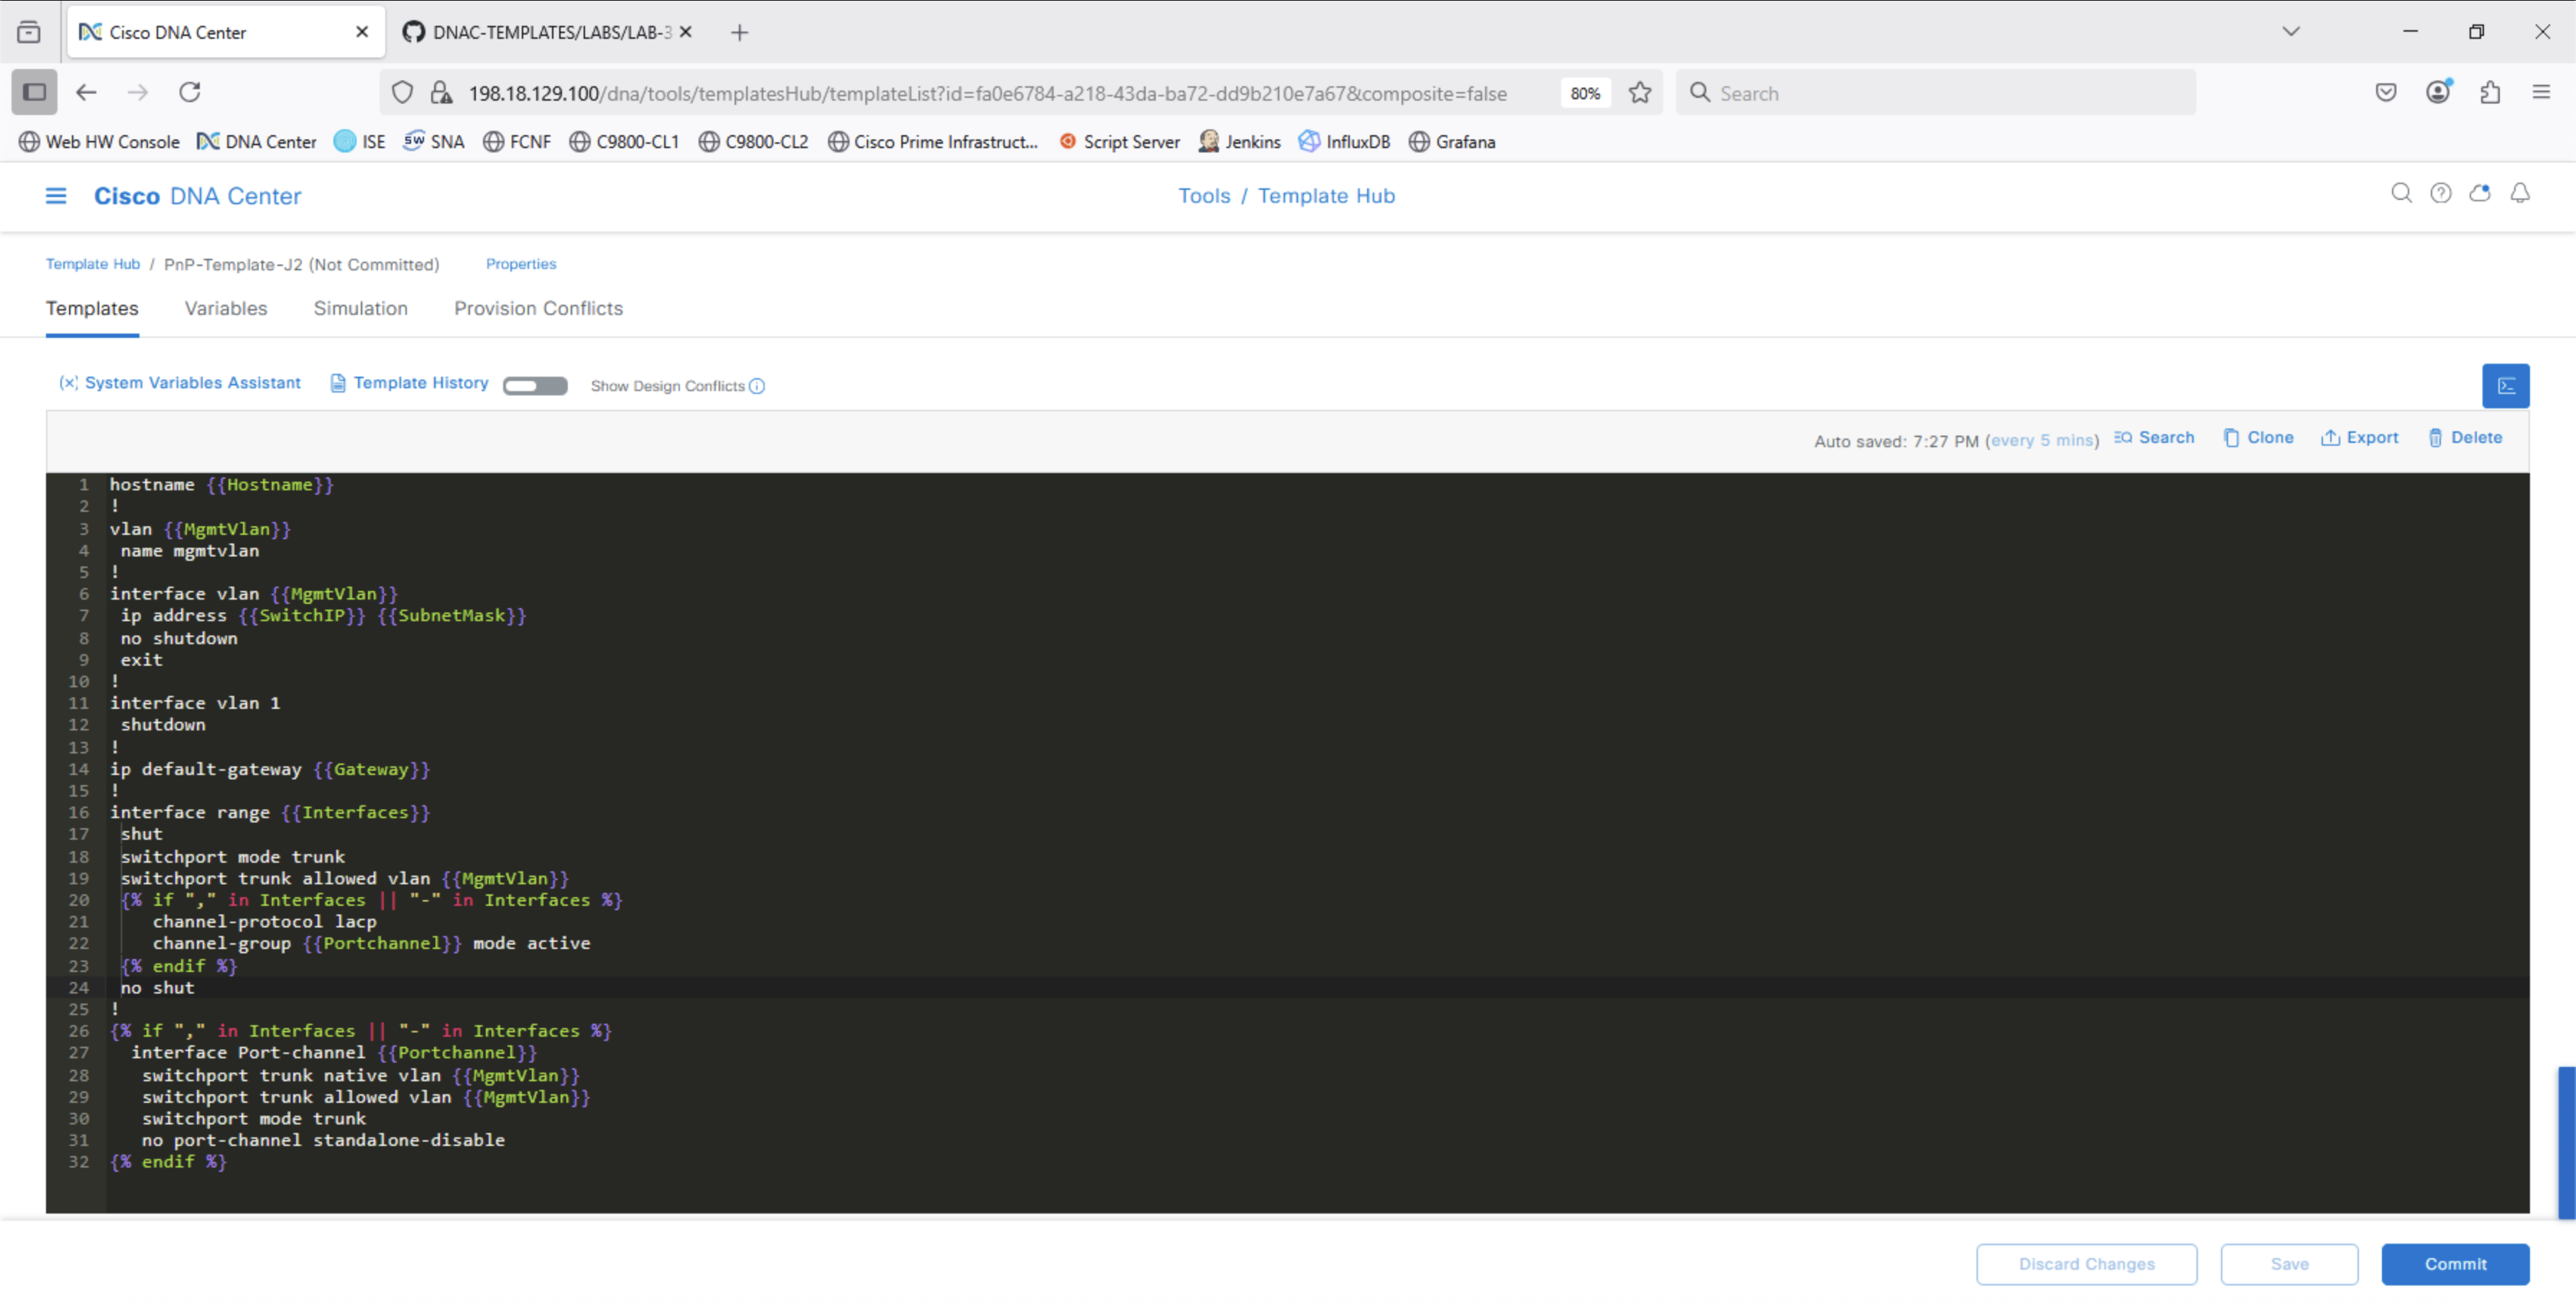 Cisco DNA Center
DNAC-TEMPLATES/LABS/LAB-3
198.18.129.100/dna/tools/templatesHub/templateList?id=fa0e6784-a218-43da-ba72-dd9b210e7a67&composite=false
80%
Search
Web HW Console DNA Center ISE SNA FCNF C9800-CL1 C9800-CL2 Cisco Prime Infrastruct... Script Server Jenkins InfluxDB Grafana
Cisco DNA Center
Tools / Template Hub
Template Hub / PnP-Template-J2 (Not Committed) Properties
Templates Variables Simulation Provision Conflicts
(x) System Variables Assistant Template History Show Design Conflicts
Auto saved: 7:27 PM (every 5 mins) Search Clone Export Delete
1 hostname {{Hostname}}
2 !
3 vlan {{MgmtVlan}}
4  name mgmtvlan
5 !
6 interface vlan {{MgmtVlan}}
7  ip address {{SwitchIP}} {{SubnetMask}}
8  no shutdown
9  exit
10 !
11 interface vlan 1
12  shutdown
13 !
14 ip default-gateway {{Gateway}}
15 !
16 interface range {{Interfaces}}
17  shut
18  switchport mode trunk
19  switchport trunk allowed vlan {{MgmtVlan}}
20  {% if "," in Interfaces || "-" in Interfaces %}
21     channel-protocol lacp
22     channel-group {{Portchannel}} mode active
23  {% endif %}
24  no shut
25 !
26 {% if "," in Interfaces || "-" in Interfaces %}
27   interface Port-channel {{Portchannel}}
28    switchport trunk native vlan {{MgmtVlan}}
29    switchport trunk allowed vlan {{MgmtVlan}}
30    switchport mode trunk
31    no port-channel standalone-disable
32 {% endif %}
Discard Changes Save Commit